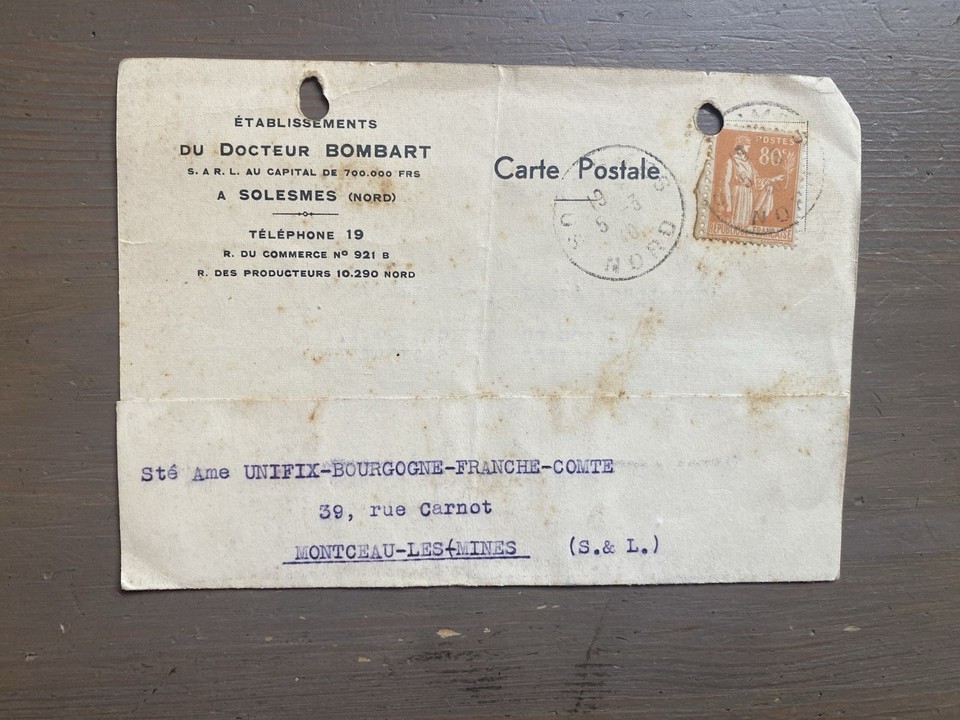 ÉTABLISSEMENTS
DU DOCTEUR BOMBART
S. A R. L. AU CAPITAL DE 700.000 FRS
A SOLESMES (NORD)
TÉLÉPHONE 19
R. DU COMMERCE Nº 921 B
R. DES PRODUCTEURS 10.290 NORD
Carte Postale
NORD
POSTES
80c
REPUBLIQUE FRANÇAISE
Sté Ame UNIFIX-BOURGOGNE-FRANCHE-COMTE
39, rue Carnot
MONTCEAU-LES-MINES (S.& L.)